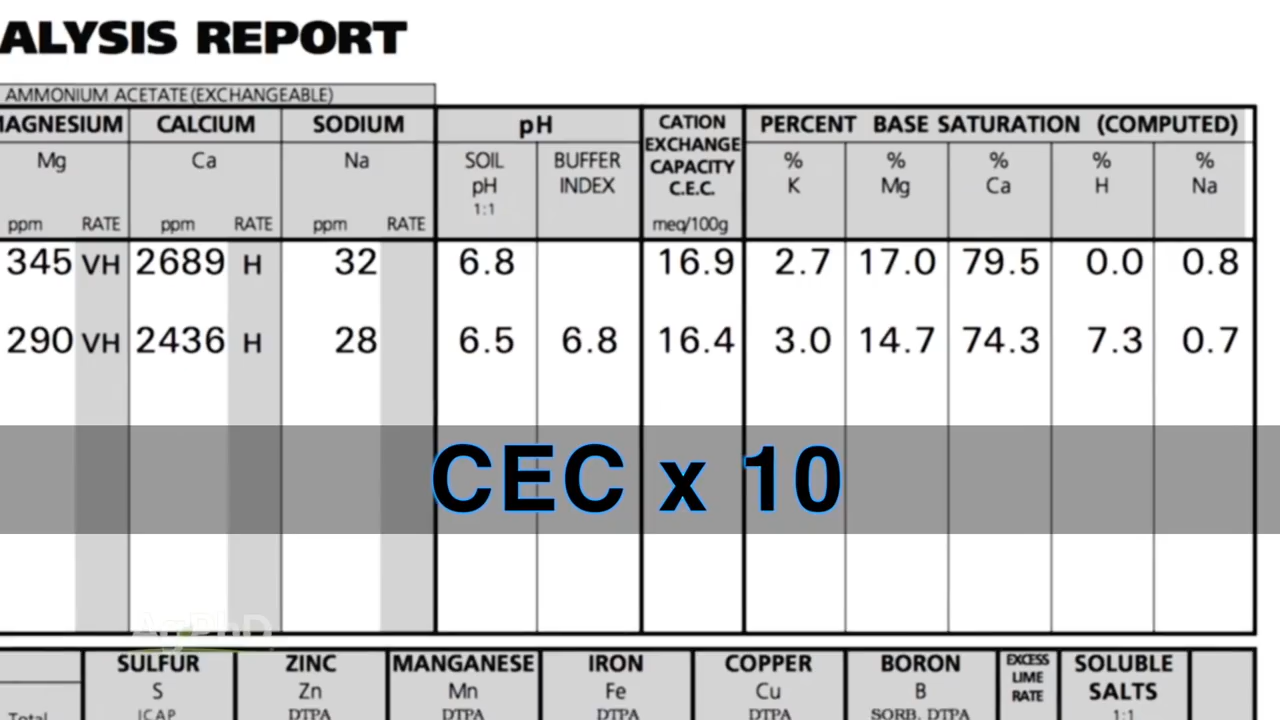 ALYSIS REPORT
AMMONIUM ACETATE (EXCHANGEABLE)
MAGNESIUM CALCIUM SODIUM pH CATION EXCHANGE CAPACITY C.E.C. PERCENT BASE SATURATION (COMPUTED)
Mg Ca Na SOIL pH 1:1 BUFFER INDEX % K % Mg % Ca % H % Na
ppm RATE ppm RATE ppm RATE meq/100g
345 VH 2689 H 32 6.8 16.9 2.7 17.0 79.5 0.0 0.8
290 VH 2436 H 28 6.5 6.8 16.4 3.0 14.7 74.3 7.3 0.7
CEC x 10
AgPhD
SULFUR ZINC MANGANESE IRON COPPER BORON EXCESS LIME RATE SOLUBLE SALTS
S Zn Mn Fe Cu B
Total ICAP DTPA DTPA DTPA DTPA SORB. DTPA 1:1